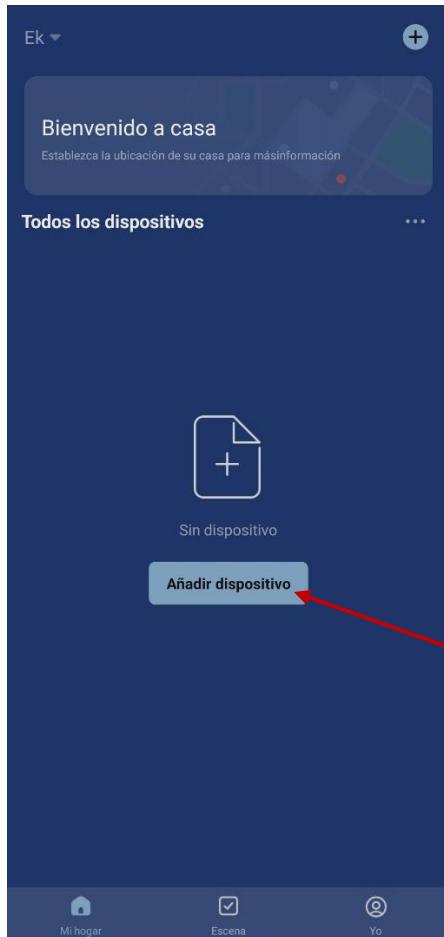 Ek
Bienvenido a casa
Establezca la ubicación de su casa para másinformación
Todos los dispositivos
Sin dispositivo
Añadir dispositivo
Mi hogar Escena Yo